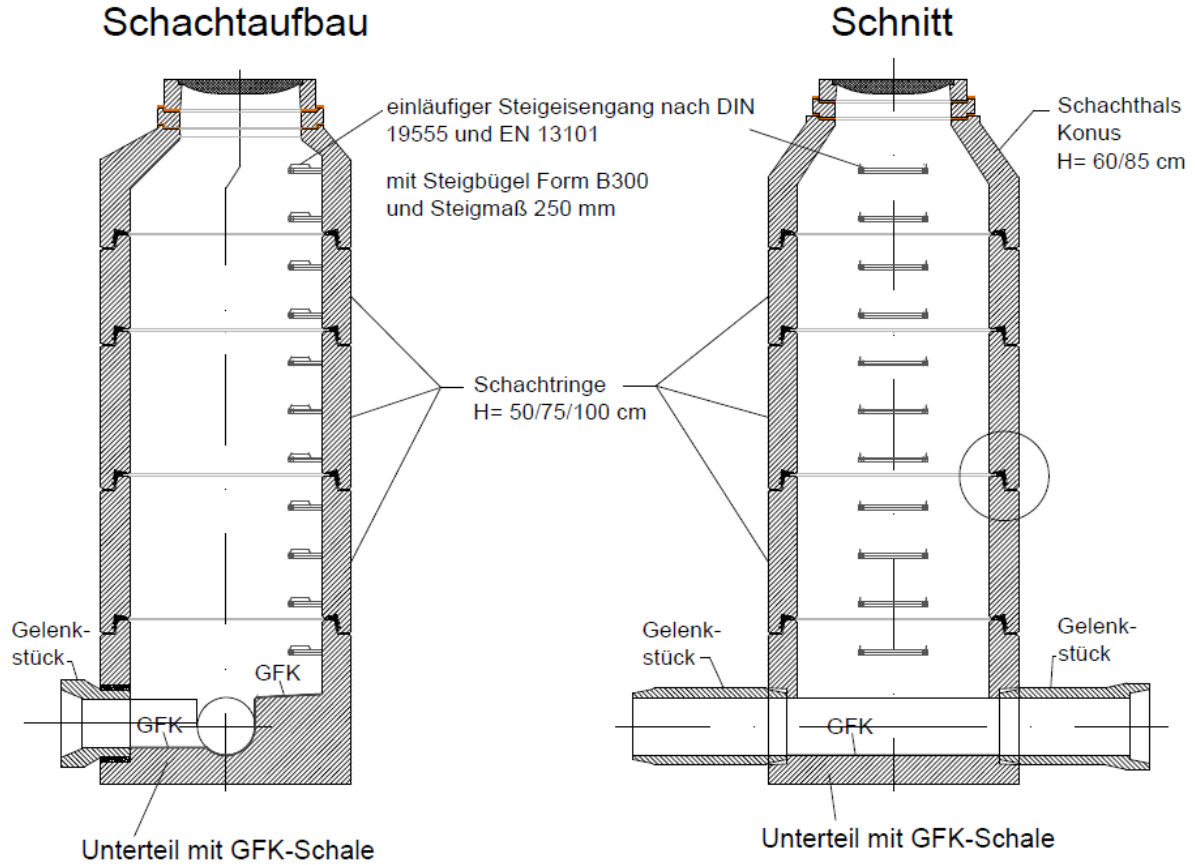 Schachtaufbau
Schnitt
einläufiger Steigeisengang nach DIN
19555 und EN 13101
mit Steigbügel Form B300
und Steigmaß 250 mm
Schachthals
Konus
H= 60/85 cm
Schachtringe
H= 50/75/100 cm
Gelenk-
stück
GFK
GFK
Gelenk-
stück
GFK
Gelenk-
stück
Unterteil mit GFK-Schale
Unterteil mit GFK-Schale